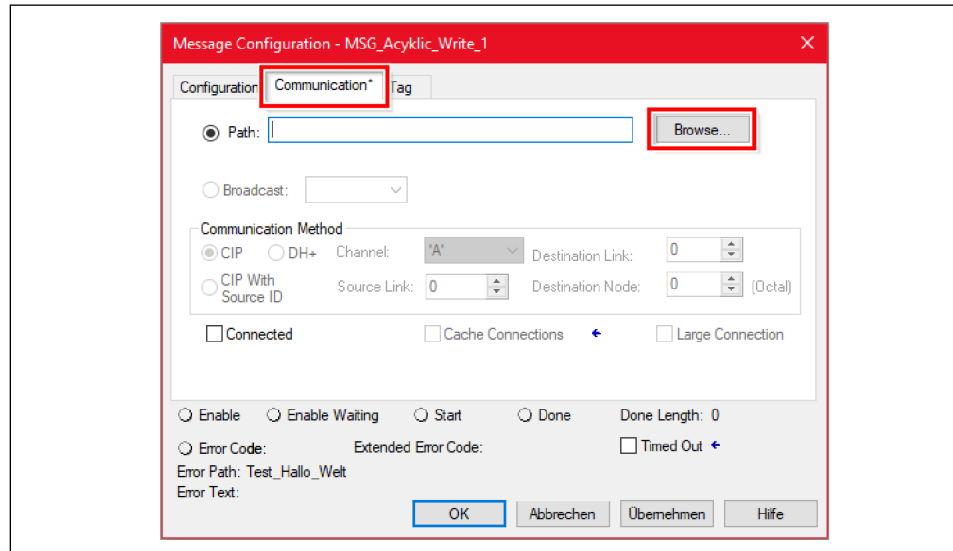 Message Configuration - MSG_Acyklic_Write_1
Configuration Communication* Tag
Path: Browse...
Broadcast:
Communication Method
CIP DH+ Channel: 'A' Destination Link: 0
CIP With Source ID Source Link: 0 Destination Node: 0 (Octal)
Connected Cache Connections Large Connection
Enable Enable Waiting Start Done Done Length: 0
Error Code: Extended Error Code: Timed Out
Error Path: Test_Hallo_Welt
Error Text:
OK Abbrechen Übernehmen Hilfe